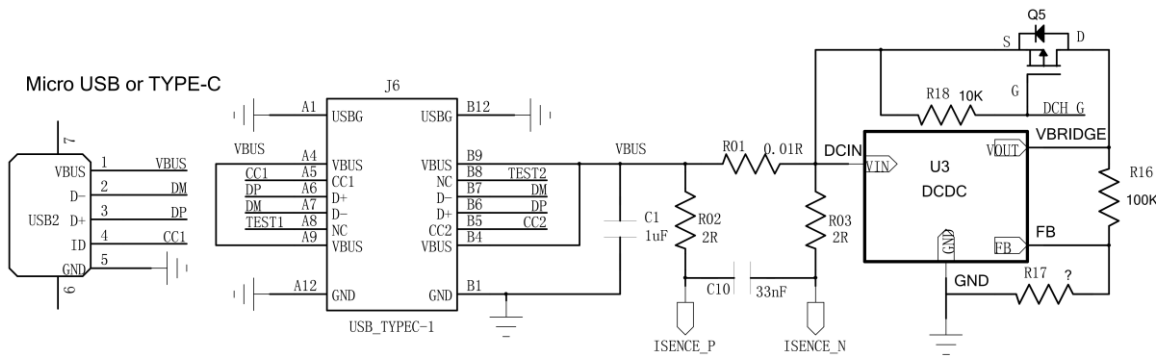 Micro USB or TYPE-C
7
VBUS
1
VBUS
D-
2
DM
USB2
D+
3
DP
ID
4
CC1
GND
5
6
J6
A1
USBG
USBG
B12
VBUS
A4
VBUS
VBUS
B9
CC1
A5
CC1
NC
B8
TEST2
DP
A6
D+
D-
B7
DM
DM
A7
D-
D+
B6
DP
TEST1
A8
NC
CC2
B5
CC2
A9
VBUS
VBUS
B4
A12
GND
GND
B1
USB_TYPEC-1
VBUS
C1
1uF
R01
0.01R
R02
2R
R03
2R
C10
33nF
ISENCE_P
ISENCE_N
DCIN
Q5
S
D
G
R18
10K
DCH_G
VBRIDGE
VIN
U3
DCDC
VOUT
GND
FB
FB
R16
100K
GND
R17
?